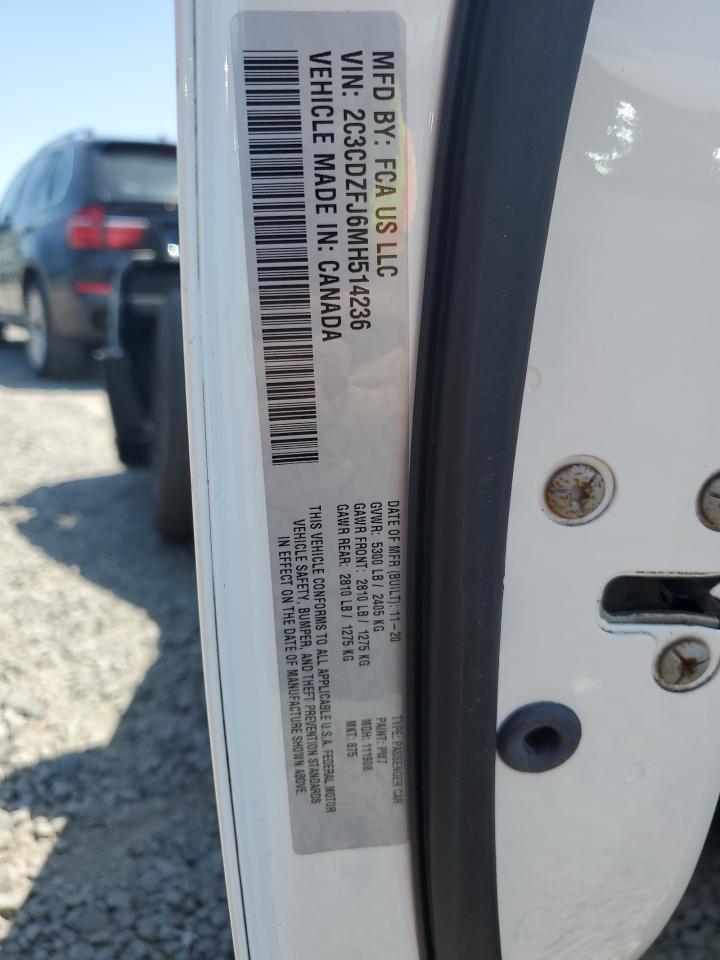 MFD BY: FCA US LLC
VIN: 2C3CDZFJ6MH514236
VEHICLE MADE IN: CANADA
DATE OF MFR (BUILT): 11-20
GVWR: 5300 LB / 2405 KG
GAWR FRONT: 2810 LB / 1275 KG
GAWR REAR: 2810 LB / 1275 KG
THIS VEHICLE CONFORMS TO ALL APPLICABLE U.S.A. FEDERAL MOTOR
VEHICLE SAFETY, BUMPER, AND THEFT PREVENTION STANDARDS
IN EFFECT ON THE DATE OF MANUFACTURE SHOWN ABOVE.
TYPE: PASSENGER CAR
PAINT: PW7
MDH: 111908
MKT: 875